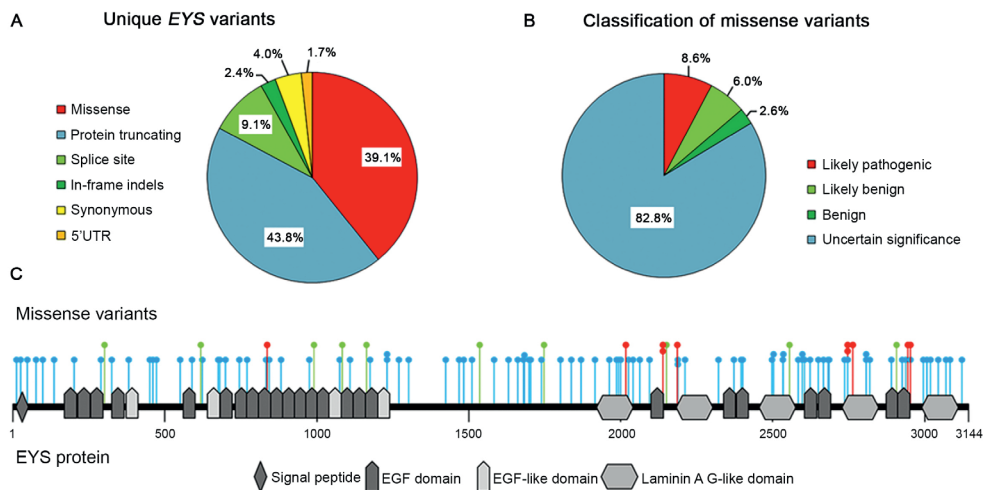 A
Unique EYS variants
4.0%
1.7%
2.4%
9.1%
39.1%
43.8%
Missense
Protein truncating
Splice site
In-frame indels
Synonymous
5'UTR
B
Classification of missense variants
8.6%
6.0%
2.6%
82.8%
Likely pathogenic
Likely benign
Benign
Uncertain significance
C
Missense variants
1 500 1000 1500 2000 2500 3000 3144
EYS protein
Signal peptide EGF domain EGF-like domain Laminin A G-like domain